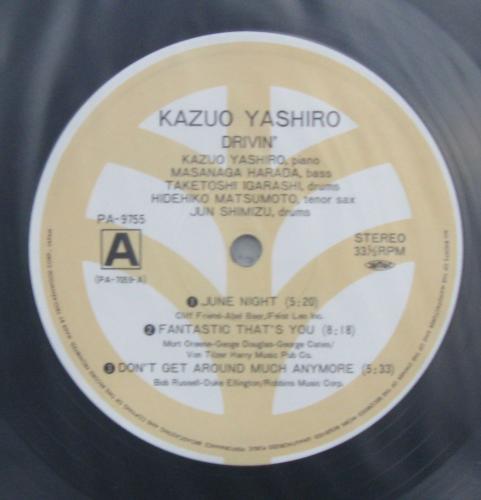 KAZUO YASHIRO
DRIVIN'
KAZUO YASHIRO, piano
MASANAGA HARADA, bass
TAKETOSHI IGARASHI, drums
HIDEHIKO MATSUMOTO, tenor sax
JUN SHIMIZU, drums
PA-9755
A
(PA-7059-A)
STEREO
33⅓RPM
❶ JUNE NIGHT (5:20)
Cliff Friend-Abel Baer/Feist Leo Inc.
❷ FANTASTIC THAT'S YOU (8:18)
Mort Greene-George Douglas-George Cates/
Von Tilzer Harry Music Pub Co.
❸ DON'T GET AROUND MUCH ANYMORE (5:33)
Bob Russell-Duke Ellington/Robbins Music Corp.